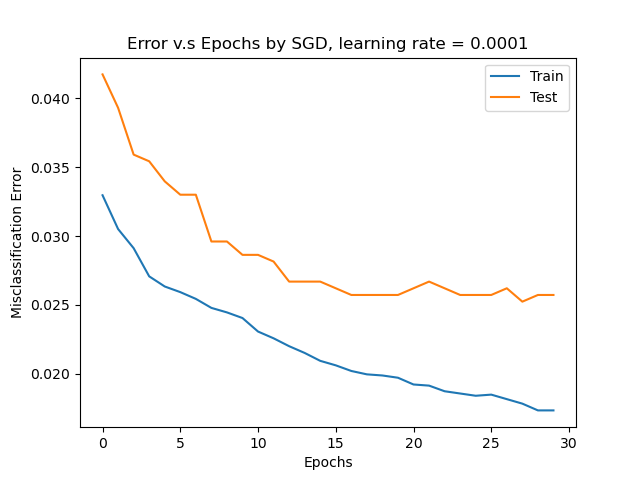 Error v.s Epochs by SGD, learning rate = 0.0001
Train
Test
0.040
0.035
0.030
0.025
0.020
Misclassification Error
0 5 10 15 20 25 30
Epochs